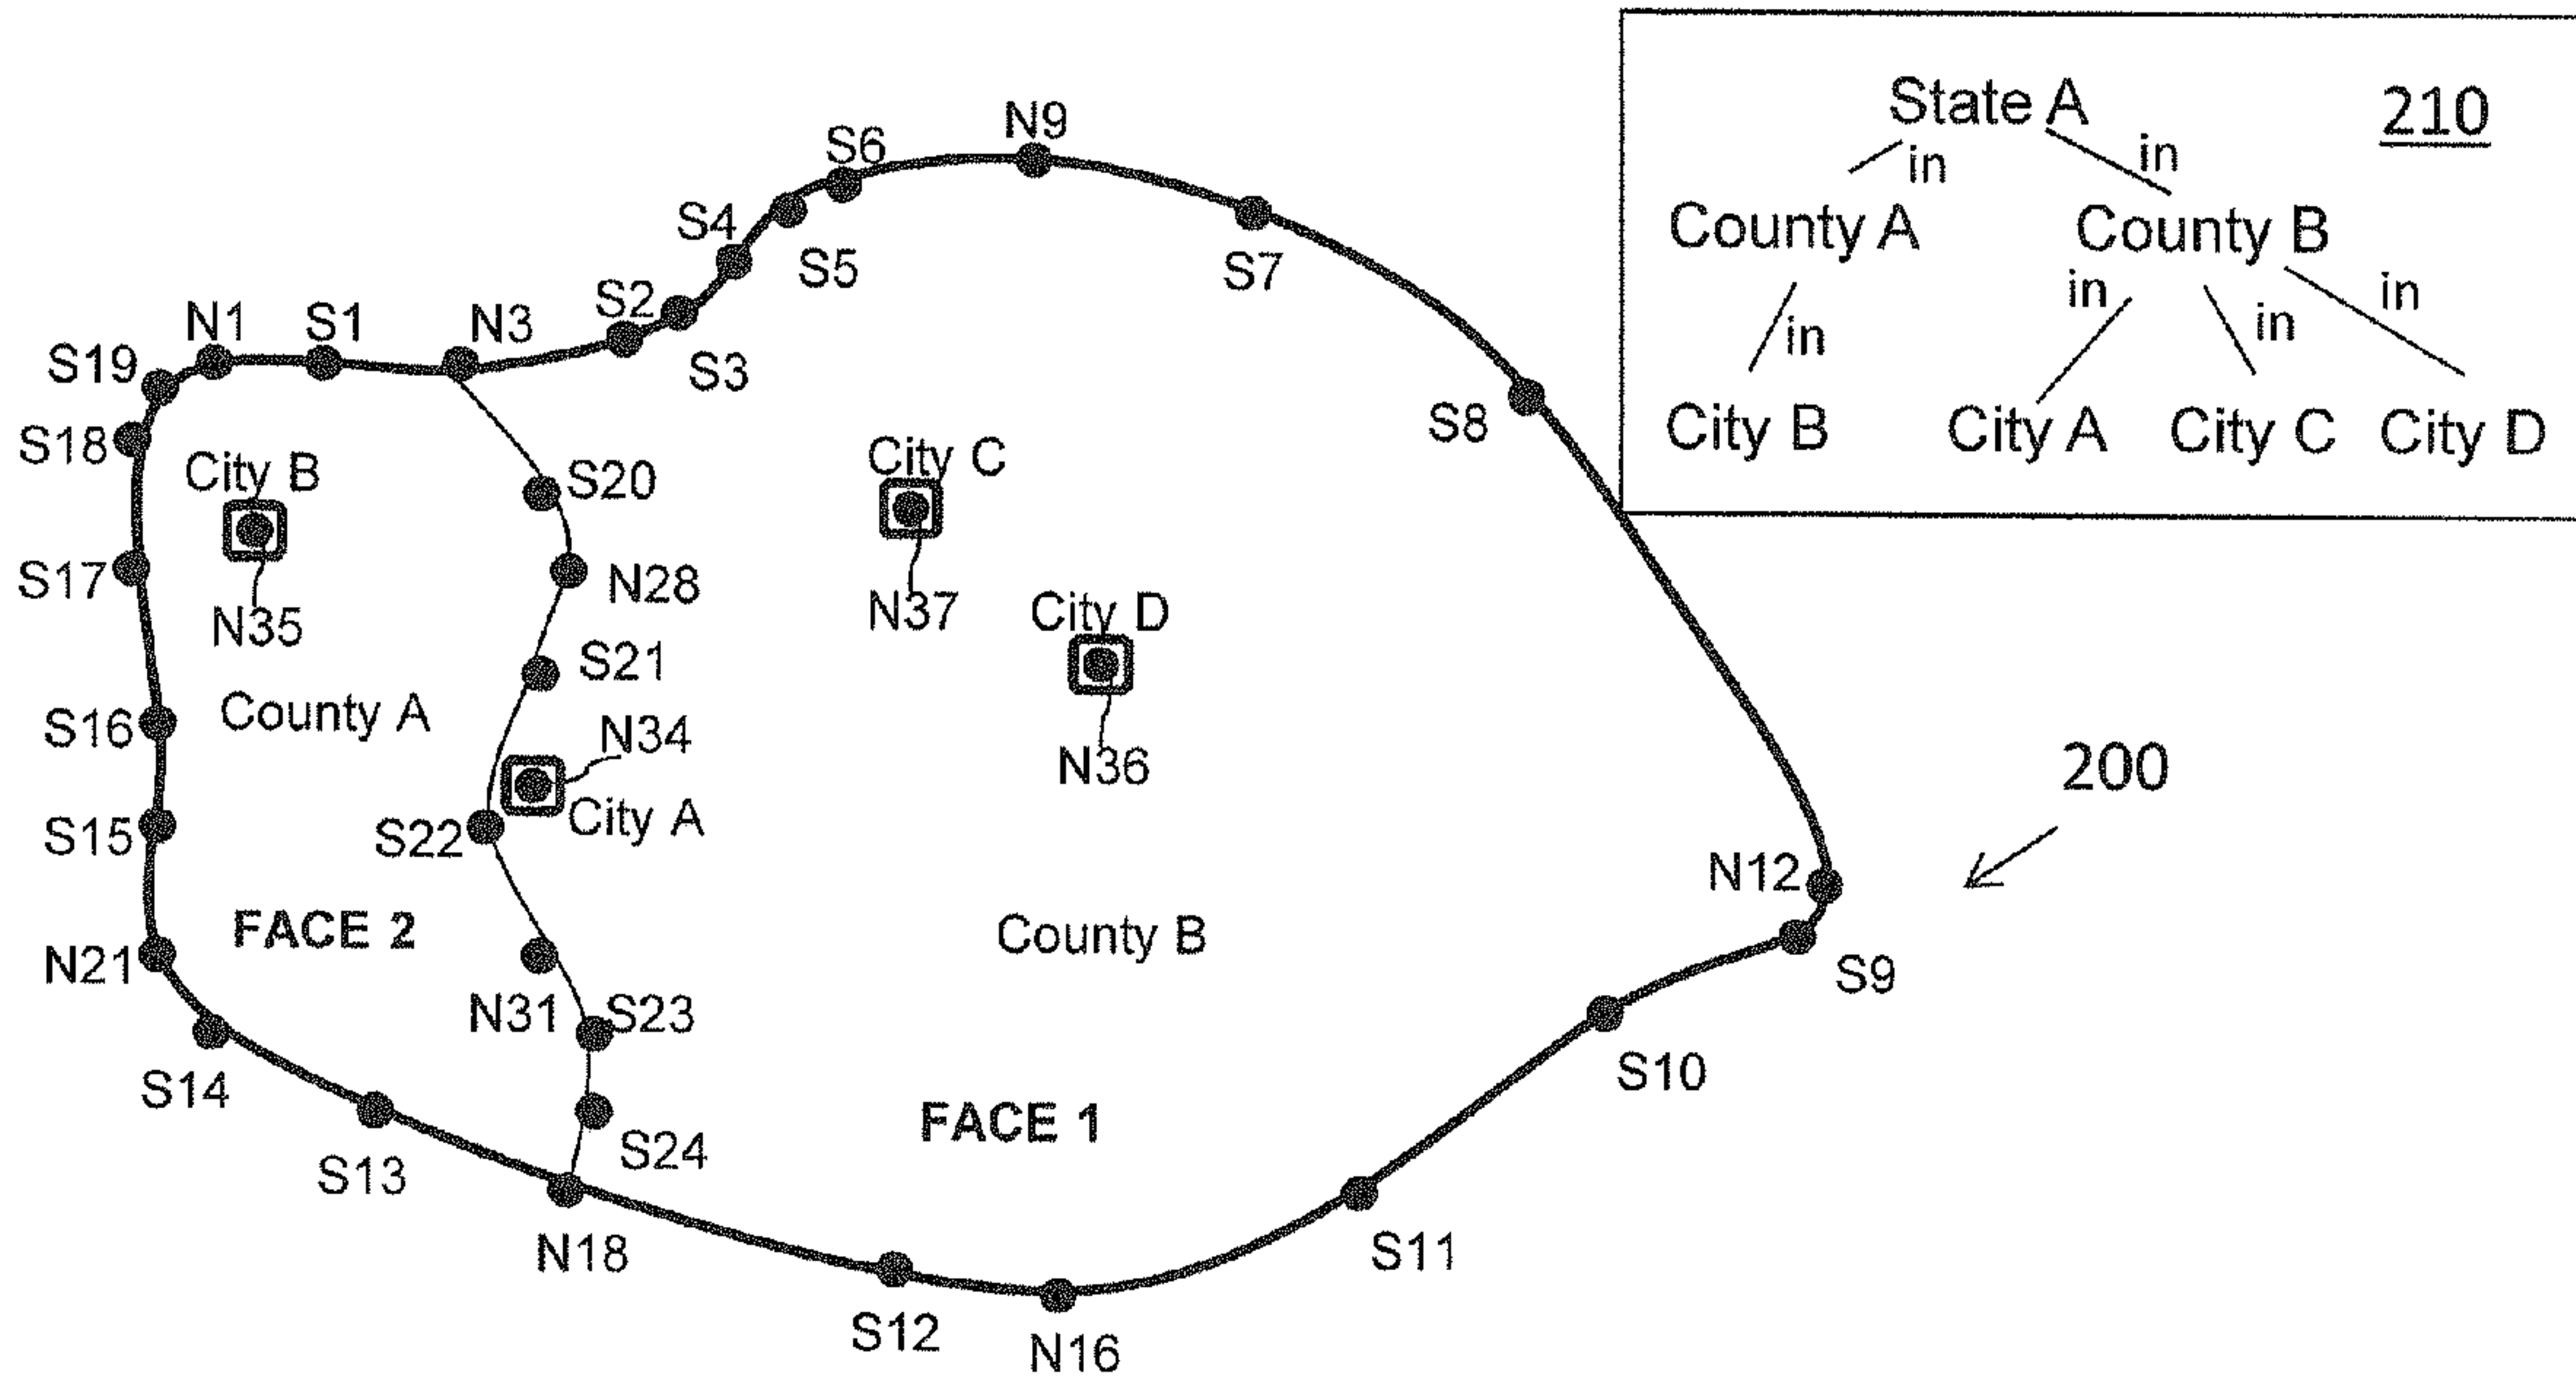 State A
210
in
in
County A
County B
in
in
in
in
City B
City A
City C
City D
N9
S6
S4
S5
S7
N1
S1
N3
S2
S3
S19
S8
S18
City B
S20
City C
S17
N35
N28
N37
City D
S21
S16
County A
N34
N36
200
S15
S22
City A
N12
N21
FACE 2
County B
S9
N31
S23
S10
S14
FACE 1
S24
S13
N18
S11
S12
N16